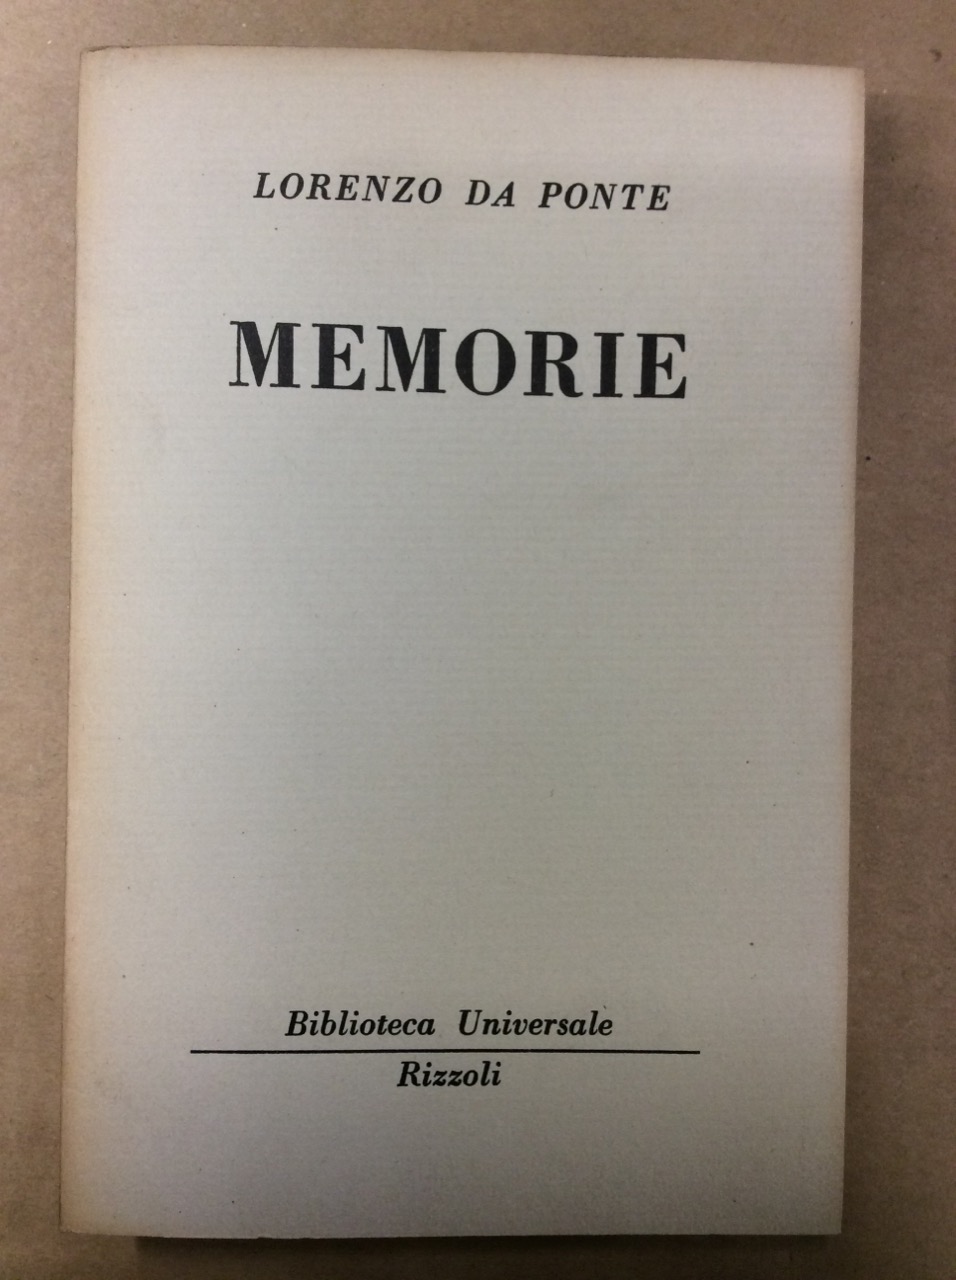 LORENZO DA PONTE
MEMORIE
Biblioteca Universale
Rizzoli